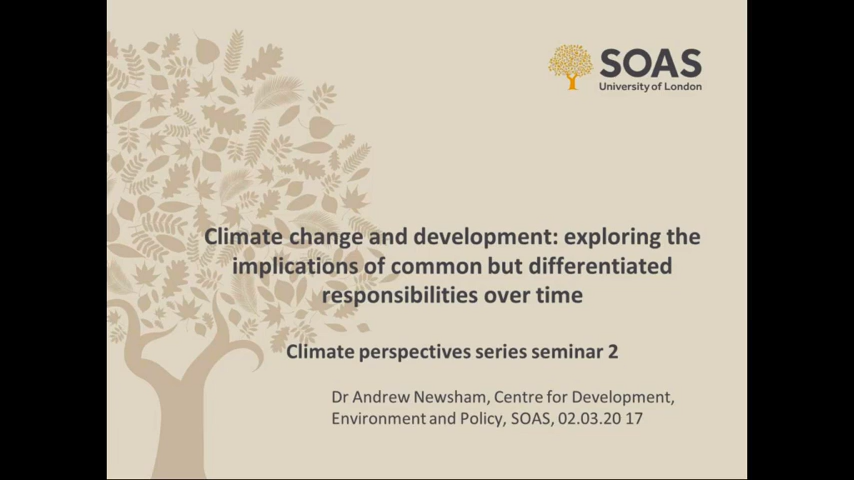 SOAS
University of London
Climate change and development: exploring the
implications of common but differentiated
responsibilities over time
Climate perspectives series seminar 2
Dr Andrew Newsham, Centre for Development,
Environment and Policy, SOAS, 02.03.20 17